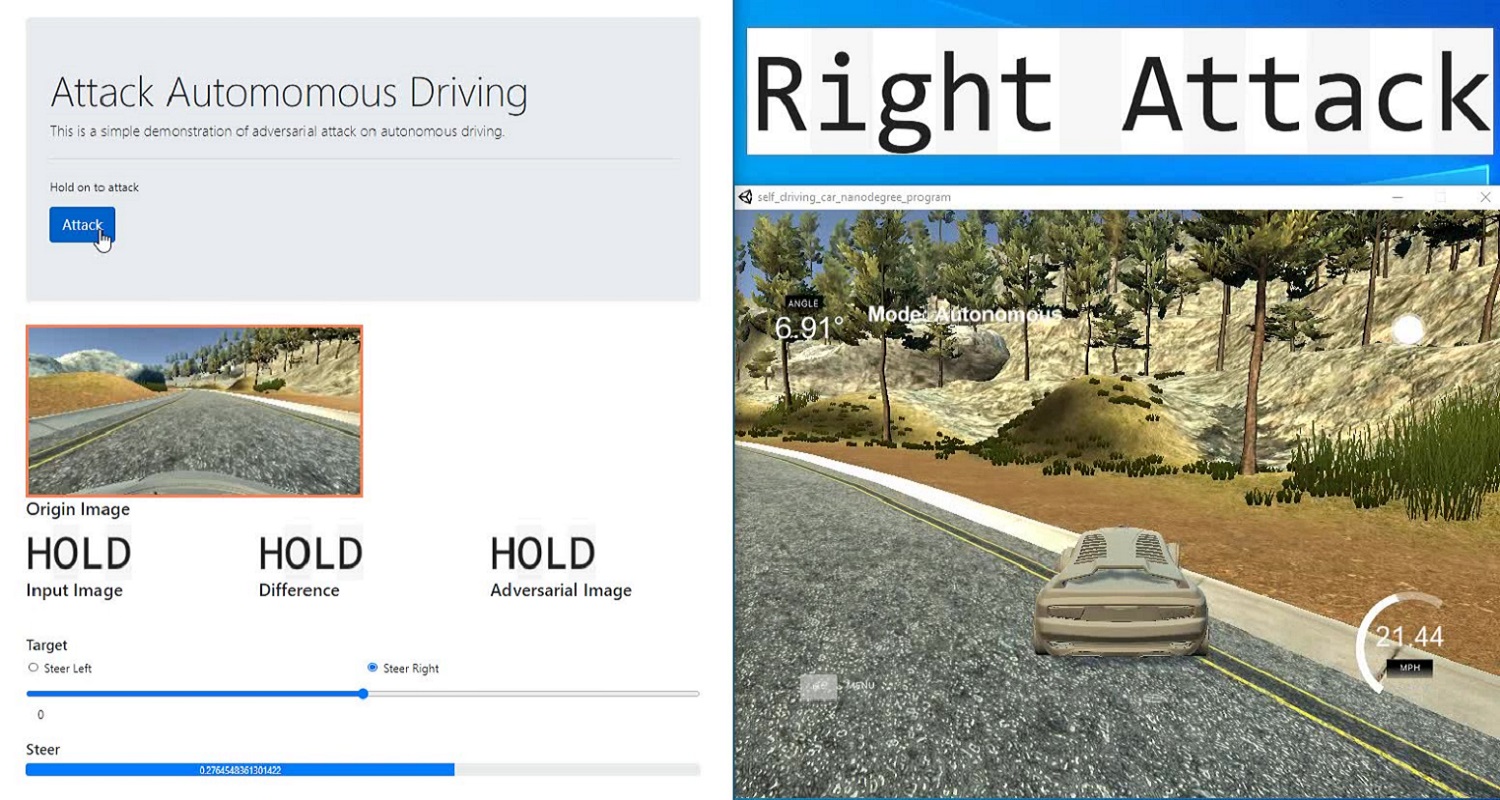 Attack Automomous Driving
This is a simple demonstration of adversarial attack on autonomous driving.
Hold on to attack
Attack
Origin Image
HOLD HOLD HOLD
Input Image Difference Adversarial Image
Target
Steer Left Steer Right
0
Steer
0.2764548361301422
Right Attack
self_driving_car_nanodegree_program
ANGLE
6.91°
Mode: Autonomous
21.44
MPH
MENU